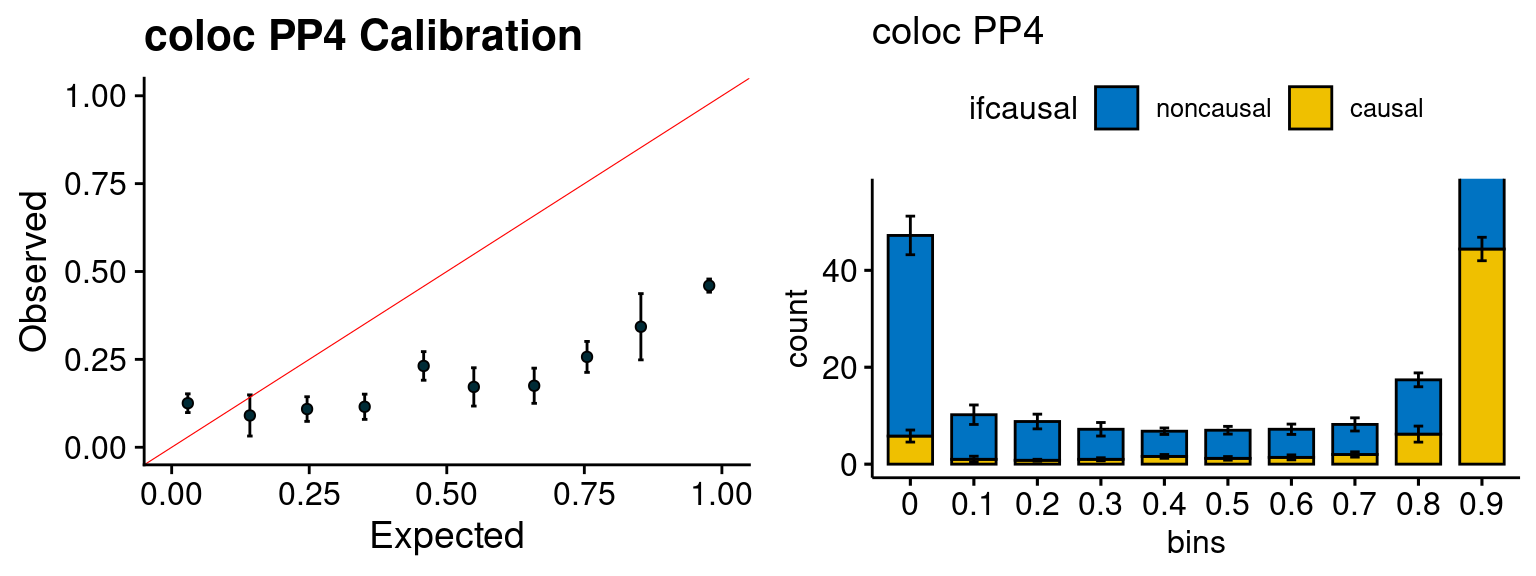 coloc PP4 Calibration
Observed
1.00
0.75
0.50
0.25
0.00
0.00 0.25 0.50 0.75 1.00
Expected
coloc PP4
ifcausal noncausal causal
count
40
20
0
0 0.1 0.2 0.3 0.4 0.5 0.6 0.7 0.8 0.9
bins